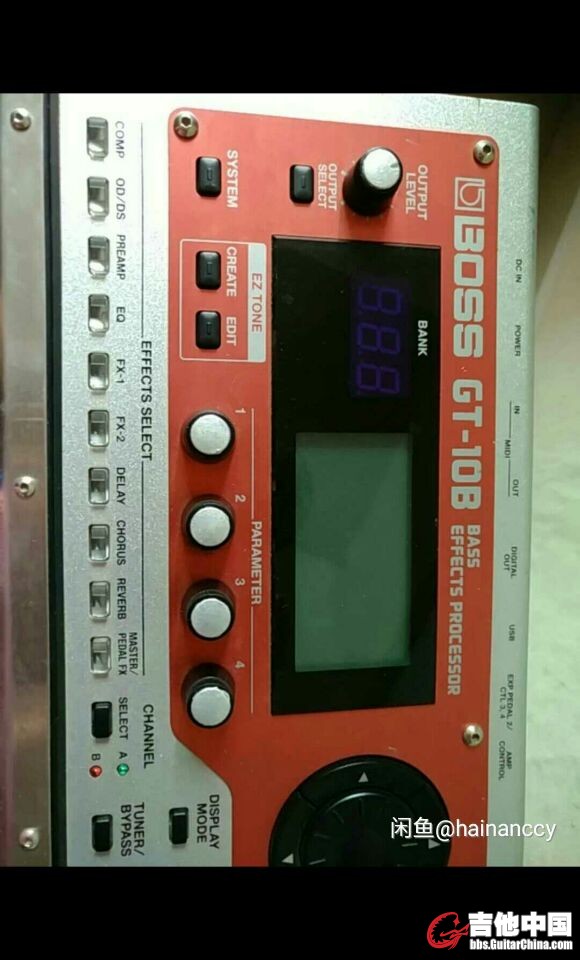 DC IN
POWER
IN
MIDI
OUT
DIGITAL
OUT
USB
EXP PEDAL 2/
CTL 3, 4
AMP
CONTROL
BOSS GT-10B BASS
EFFECTS PROCESSOR
OUTPUT
LEVEL
OUTPUT
SELECT
SYSTEM
BANK
EZ TONE
CREATE
EDIT
PARAMETER
1
2
3
4
DISPLAY
MODE
EFFECTS SELECT
COMP
OD/DS
PREAMP
EQ
FX-1
FX-2
DELAY
CHORUS
REVERB
MASTER/
PEDAL FX
CHANNEL
SELECT
A
B
TUNER/
BYPASS
闲鱼@hainanccy
吉他中国
bbs.GuitarChina.com